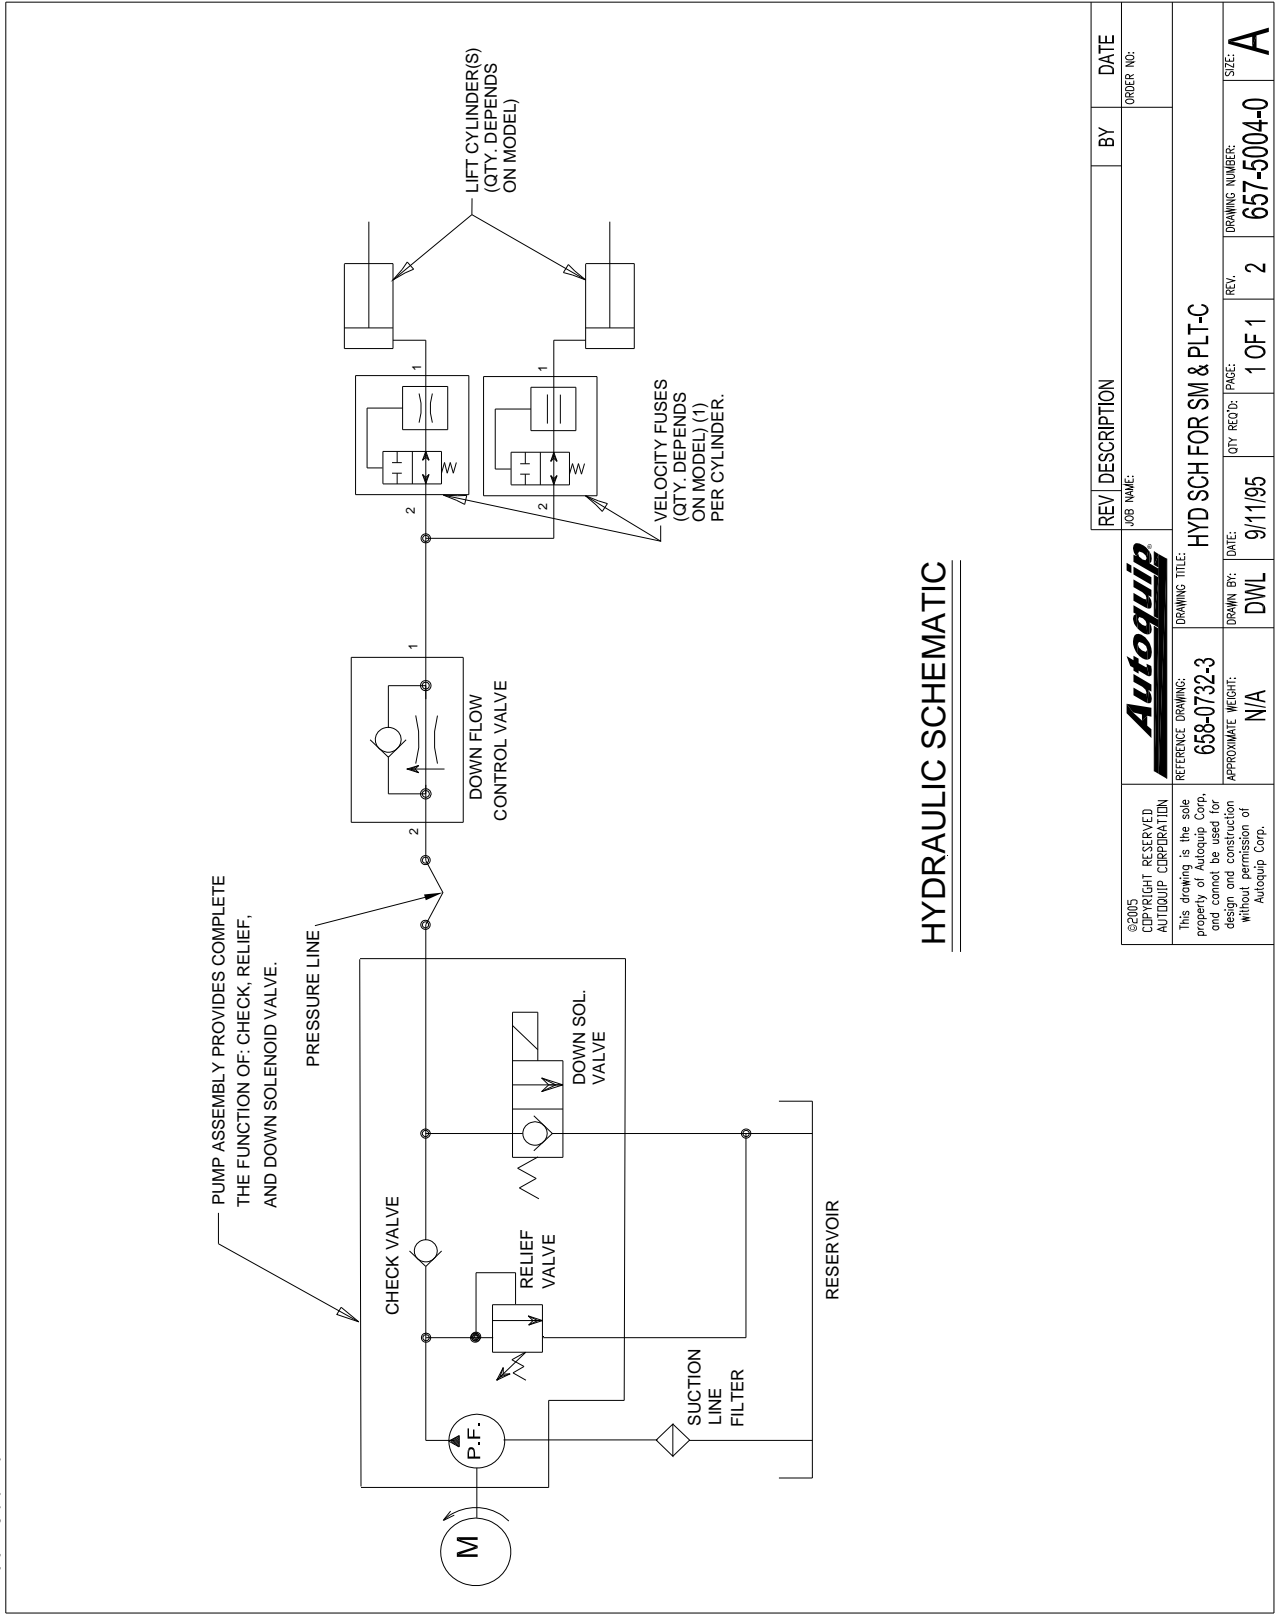 PUMP ASSEMBLY PROVIDES COMPLETE
THE FUNCTION OF: CHECK, RELIEF,
AND DOWN SOLENOID VALVE.
PRESSURE LINE
LIFT CYLINDER(S)
(QTY. DEPENDS
ON MODEL)
CHECK VALVE
2
1
2
1
2
1
M
P.F.
RELIEF
VALVE
DOWN SOL.
VALVE
DOWN FLOW
CONTROL VALVE
VELOCITY FUSES
(QTY. DEPENDS
ON MODEL) (1)
PER CYLINDER.
SUCTION
LINE
FILTER
RESERVOIR
HYDRAULIC SCHEMATIC
REV
DESCRIPTION
BY
DATE
©2005
COPYRIGHT RESERVED
AUTOQUIP CORPORATION
This drawing is the sole
property of Autoquip Corp,
and cannot be used for
design and construction
without permission of
Autoquip Corp.
Autoquip®
JOB NAME:
ORDER NO:
REFERENCE DRAWING:
658-0732-3
DRAWING TITLE:
HYD SCH FOR SM & PLT-C
APPROXIMATE WEIGHT:
N/A
DRAWN BY:
DWL
DATE:
9/11/95
QTY REQ'D:
PAGE:
1 OF 1
REV.
2
DRAWING NUMBER:
657-5004-0
SIZE:
A